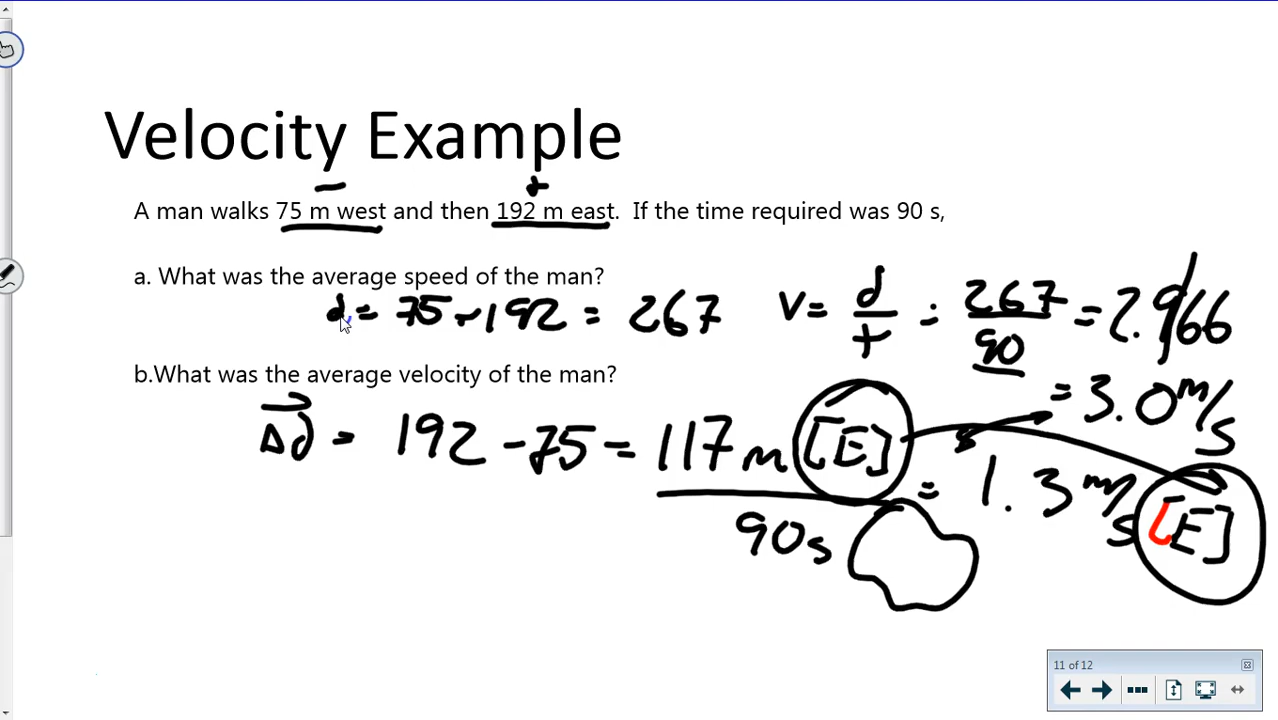 Velocity Example
− +
A man walks 75 m west and then 192 m east. If the time required was 90 s,
a. What was the average speed of the man?
d = 75 + 192 = 267 v = d/t = 267/90 = 2.966
= 3.0 m/s
b.What was the average velocity of the man?
Δd = 192 - 75 = 117 m [E]
90s
= 1.3 m/s [E]
11 of 12